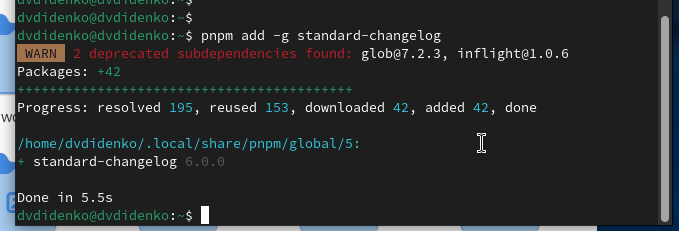 dvdidenko@dvdidenko:~$
dvdidenko@dvdidenko:~$
dvdidenko@dvdidenko:~$ pnpm add -g standard-changelog
WARN 2 deprecated subdependencies found: glob@7.2.3, inflight@1.0.6
Packages: +42
++++++++++++++++++++++++++++++++++++++++++
Progress: resolved 195, reused 153, downloaded 42, added 42, done
/home/dvdidenko/.local/share/pnpm/global/5:
+ standard-changelog 6.0.0
Done in 5.5s
dvdidenko@dvdidenko:~$